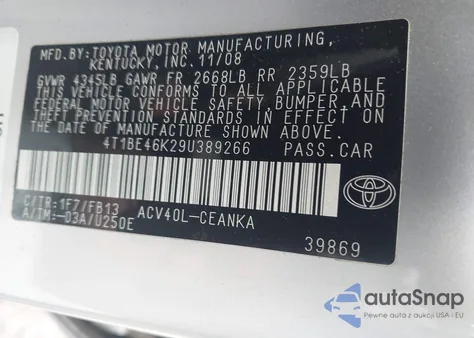 MFD.BY: TOYOTA MOTOR MANUFACTURING,
KENTUCKY, INC. 11/08
GVWR 4345LB GAWR FR 2668LB RR 2359LB
THIS VEHICLE CONFORMS TO ALL APPLICABLE
FEDERAL MOTOR VEHICLE SAFETY, BUMPER, AND
THEFT PREVENTION STANDARDS IN EFFECT ON
THE DATE OF MANUFACTURE SHOWN ABOVE.
4T1BE46K29U389266 PASS.CAR
C/TR:1F7/FB13 ACV40L-CEANKA
A/TM:-03A/U250E
TOYOTA
39869
autoSnap
Pewne auta z aukcji USA i EU